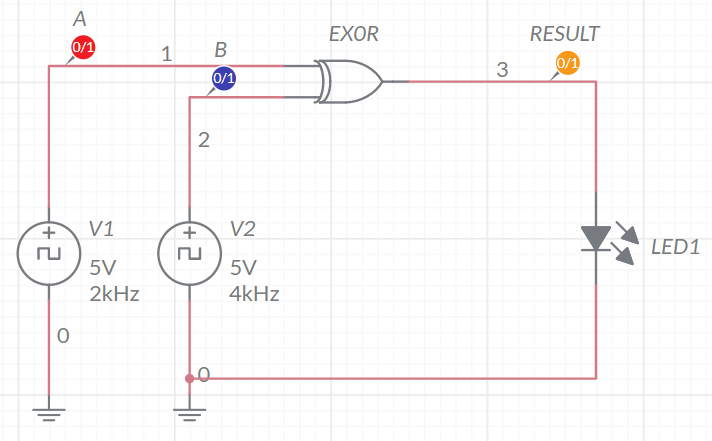 A
0/1
1
B
0/1
EXOR
3
RESULT
0/1
2
V1
5V
2kHz
V2
5V
4kHz
LED1
0
0